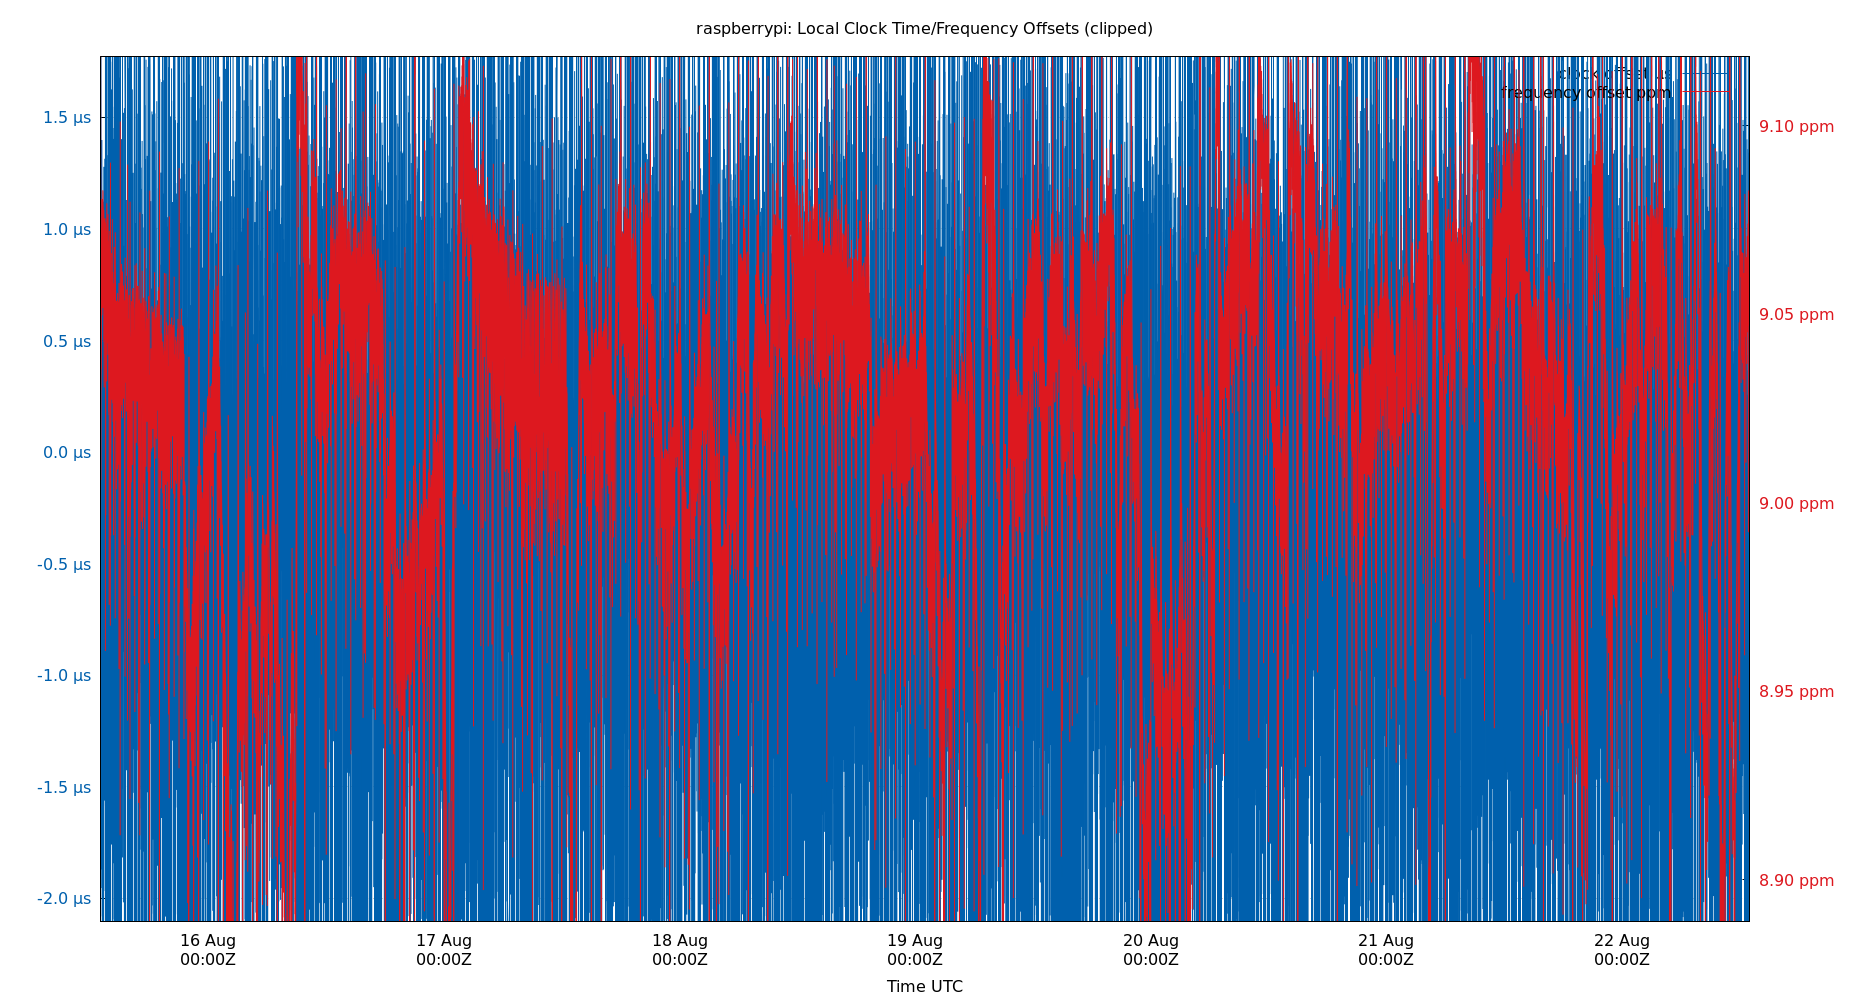 raspberrypi: Local Clock Time/Frequency Offsets (clipped)
clock offset µs
frequency offset ppm
1.5 µs
1.0 µs
0.5 µs
0.0 µs
-0.5 µs
-1.0 µs
-1.5 µs
-2.0 µs
9.10 ppm
9.05 ppm
9.00 ppm
8.95 ppm
8.90 ppm
16 Aug 17 Aug 18 Aug 19 Aug 20 Aug 21 Aug 22 Aug
00:00Z 00:00Z 00:00Z 00:00Z 00:00Z 00:00Z 00:00Z
Time UTC